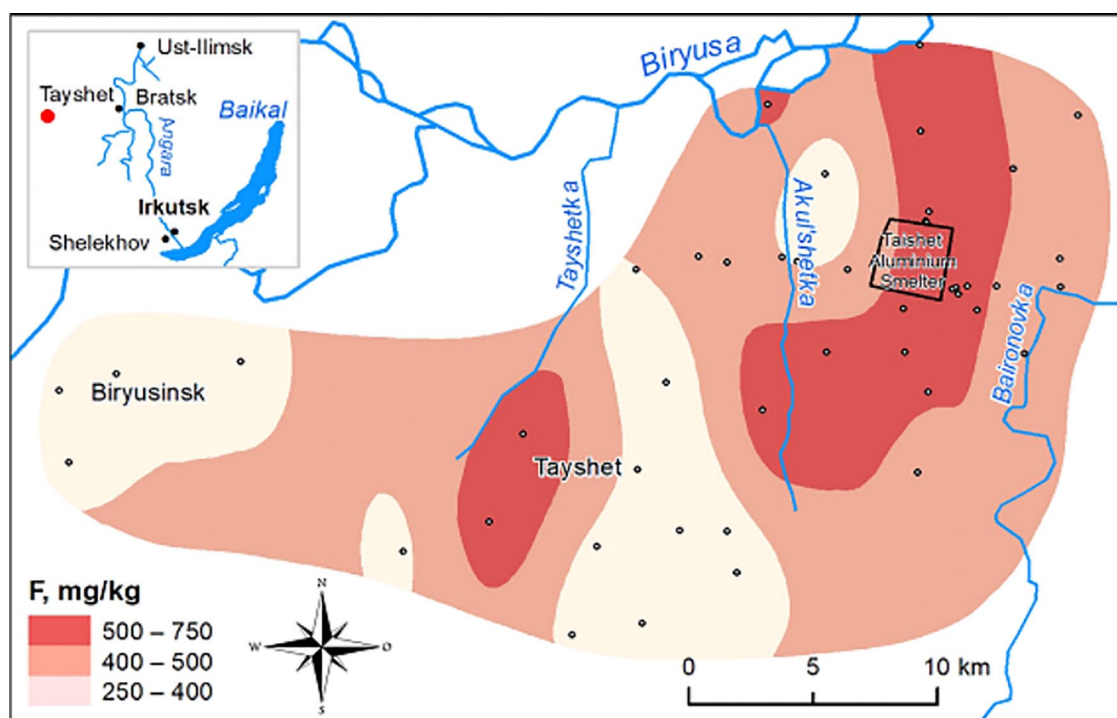 Ust-Ilimsk
Tayshet
Bratsk
Baikal
Angara
Irkutsk
Shelekhov
Biryusa
Tayshetka
Akul'shetka
Taishet
Aluminium
Smelter
Baironovka
Biryusinsk
Tayshet
F, mg/kg
500 – 750
400 – 500
250 – 400
N
W
O
S
0 5 10 km